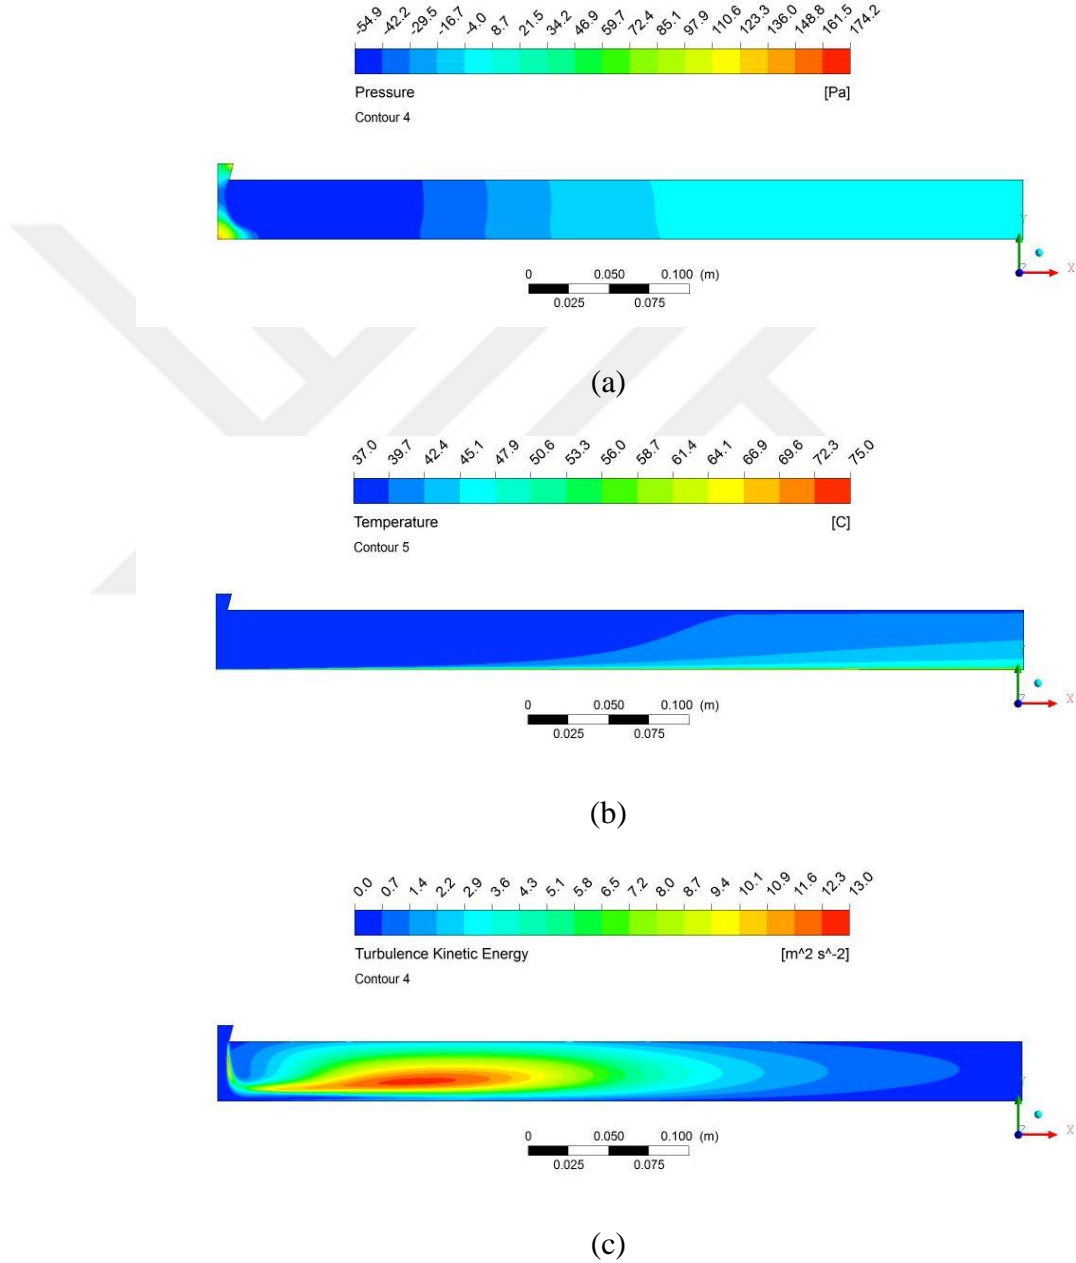 -54.9 -42.2 -29.5 -16.7 -4.0 8.7 21.5 34.2 46.9 59.7 72.4 85.1 97.9 110.6 123.3 136.0 148.8 161.5 174.2
Pressure [Pa]
Contour 4
Y
Z X
0 0.050 0.100 (m)
0.025 0.075
(a)
37.0 39.7 42.4 45.1 47.9 50.6 53.3 56.0 58.7 61.4 64.1 66.9 69.6 72.3 75.0
Temperature [C]
Contour 5
Z X
0 0.050 0.100 (m)
0.025 0.075
(b)
0.0 0.7 1.4 2.2 2.9 3.6 4.3 5.1 5.8 6.5 7.2 8.0 8.7 9.4 10.1 10.9 11.6 12.3 13.0
Turbulence Kinetic Energy [m^2 s^-2]
Contour 4
Y
Z X
0 0.050 0.100 (m)
0.025 0.075
(c)